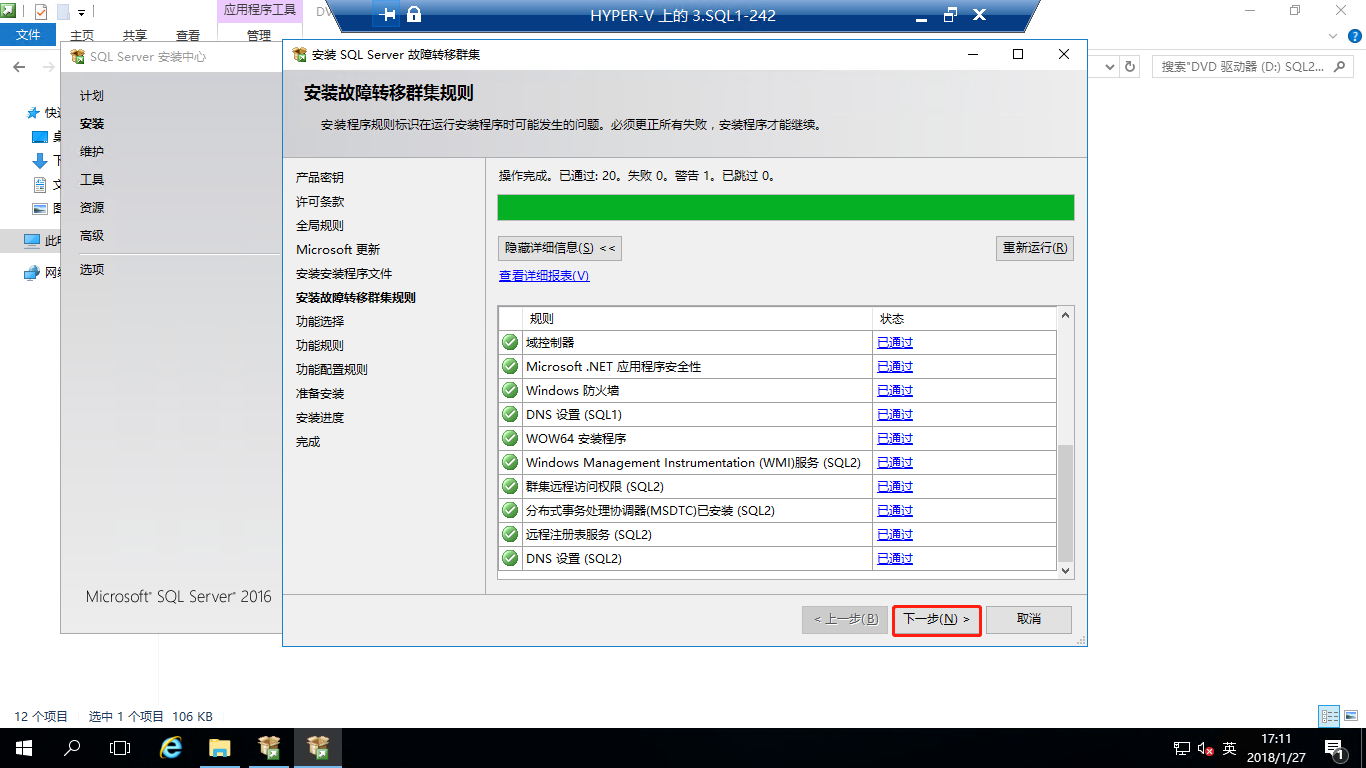 应用程序工具
HYPER-V 上的 3.SQL1-242
文件
主页
共享
查看
管理
搜索"DVD 驱动器 (D:) SQL2...
SQL Server 安装中心
计划
安装
维护
工具
资源
高级
选项
Microsoft® SQL Server® 2016
安装 SQL Server 故障转移群集
安装故障转移群集规则
安装程序规则标识在运行安装程序时可能发生的问题。必须更正所有失败，安装程序才能继续。
产品密钥
许可条款
全局规则
Microsoft 更新
安装安装程序文件
安装故障转移群集规则
功能选择
功能规则
功能配置规则
准备安装
安装进度
完成
操作完成。已通过: 20。失败 0。警告 1。已跳过 0。
隐藏详细信息(S) <<
重新运行(R)
查看详细报表(V)
规则 状态
域控制器 已通过
Microsoft .NET 应用程序安全性 已通过
Windows 防火墙 已通过
DNS 设置 (SQL1) 已通过
WOW64 安装程序 已通过
Windows Management Instrumentation (WMI)服务 (SQL2) 已通过
群集远程访问权限 (SQL2) 已通过
分布式事务处理协调器(MSDTC)已安装 (SQL2) 已通过
远程注册表服务 (SQL2) 已通过
DNS 设置 (SQL2) 已通过
< 上一步(B)
下一步(N) >
取消
12 个项目 选中 1 个项目 106 KB
英
17:11
2018/1/27
1